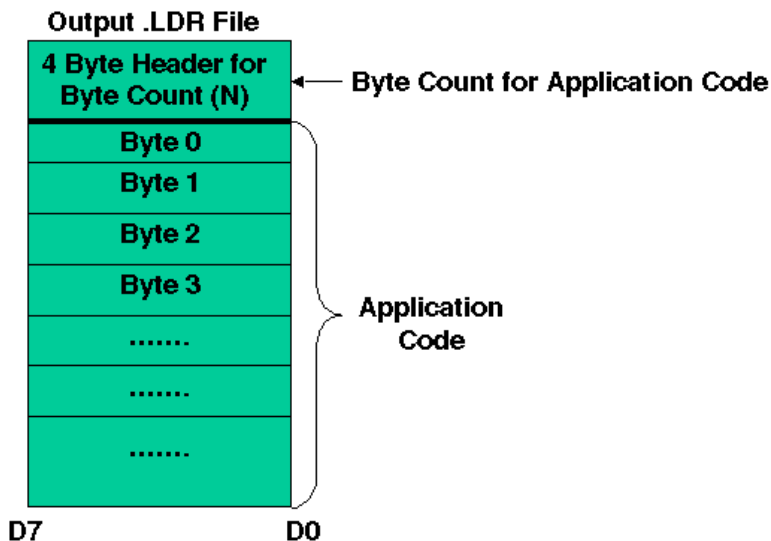 Output .LDR File
4 Byte Header for
Byte Count (N)
Byte Count for Application Code
Byte 0
Byte 1
Byte 2
Byte 3
.......
.......
.......
Application
Code
D7
D0